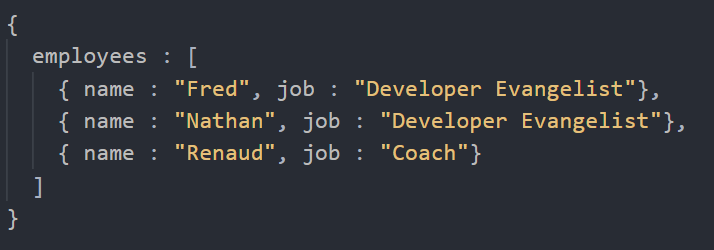 {
employees : [
{ name : "Fred", job : "Developer Evangelist"},
{ name : "Nathan", job : "Developer Evangelist"},
{ name : "Renaud", job : "Coach"}
]
}